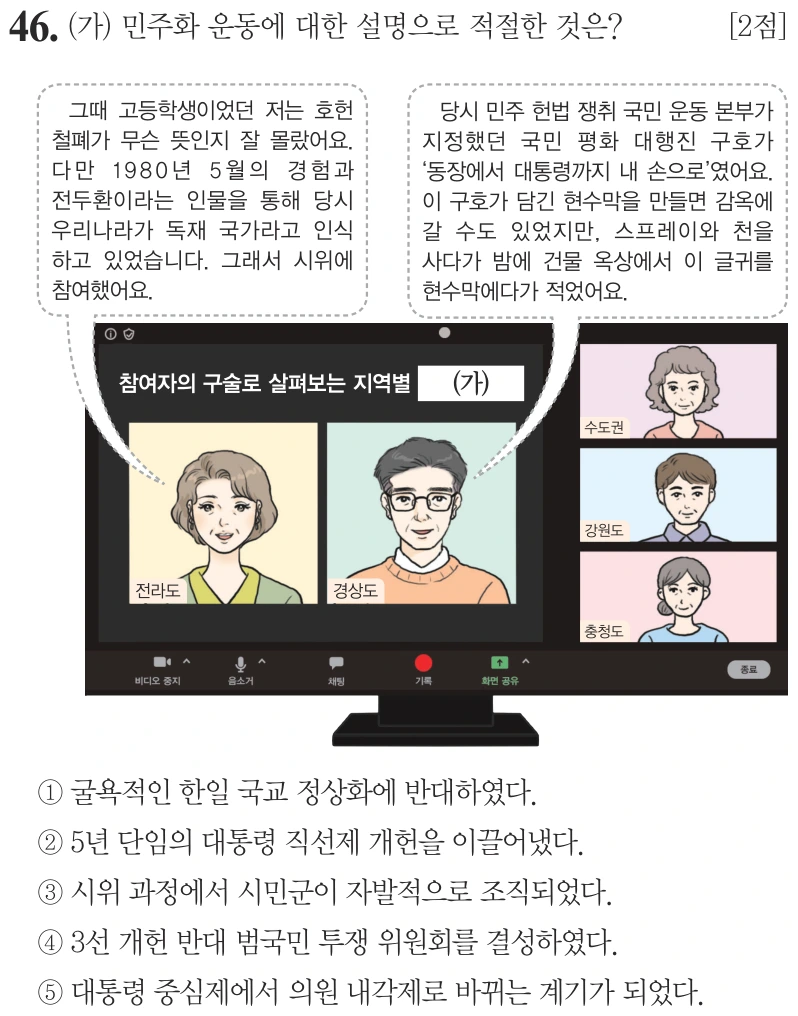 46. (가) 민주화 운동에 대한 설명으로 적절한 것은? [2점]
그때 고등학생이었던 저는 호헌
철폐가 무슨 뜻인지 잘 몰랐어요.
다만 1980년 5월의 경험과
전두환이라는 인물을 통해 당시
우리나라가 독재 국가라고 인식
하고 있었습니다. 그래서 시위에
참여했어요.
당시 민주 헌법 쟁취 국민 운동 본부가
지정했던 국민 평화 대행진 구호가
‘동장에서 대통령까지 내 손으로’였어요.
이 구호가 담긴 현수막을 만들면 감옥에
갈 수도 있었지만, 스프레이와 천을
사다가 밤에 건물 옥상에서 이 글귀를
현수막에다가 적었어요.
참여자의 구술로 살펴보는 지역별 (가)
전라도
경상도
수도권
강원도
충청도
비디오 중지
음소거
채팅
기록
화면 공유
종료
① 굴욕적인 한일 국교 정상화에 반대하였다.
② 5년 단임의 대통령 직선제 개헌을 이끌어냈다.
③ 시위 과정에서 시민군이 자발적으로 조직되었다.
④ 3선 개헌 반대 범국민 투쟁 위원회를 결성하였다.
⑤ 대통령 중심제에서 의원 내각제로 바뀌는 계기가 되었다.